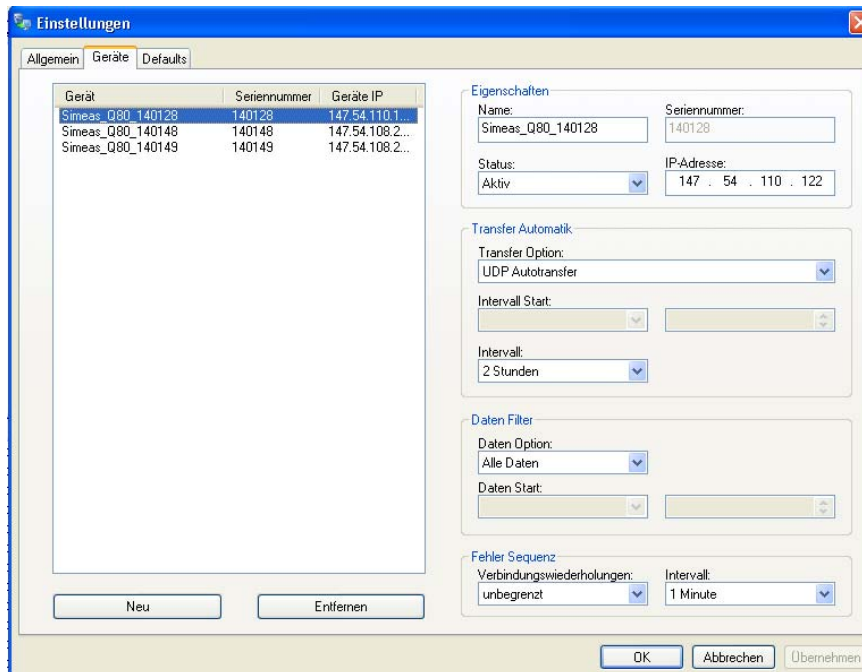 Einstellungen
Allgemein Geräte Defaults
Gerät Seriennummer Geräte IP
Simeas_Q80_140128 140128 147.54.110.1...
Simeas_Q80_140148 140148 147.54.108.2...
Simeas_Q80_140149 140149 147.54.108.2...
Neu Entfernen
Eigenschaften
Name: Seriennummer:
Simeas_Q80_140128 140128
Status: IP-Adresse:
Aktiv 147 . 54 . 110 . 122
Transfer Automatik
Transfer Option:
UDP Autotransfer
Intervall Start:
Intervall:
2 Stunden
Daten Filter
Daten Option:
Alle Daten
Daten Start:
Fehler Sequenz
Verbindungswiederholungen: Intervall:
unbegrenzt 1 Minute
OK Abbrechen Übernehmen